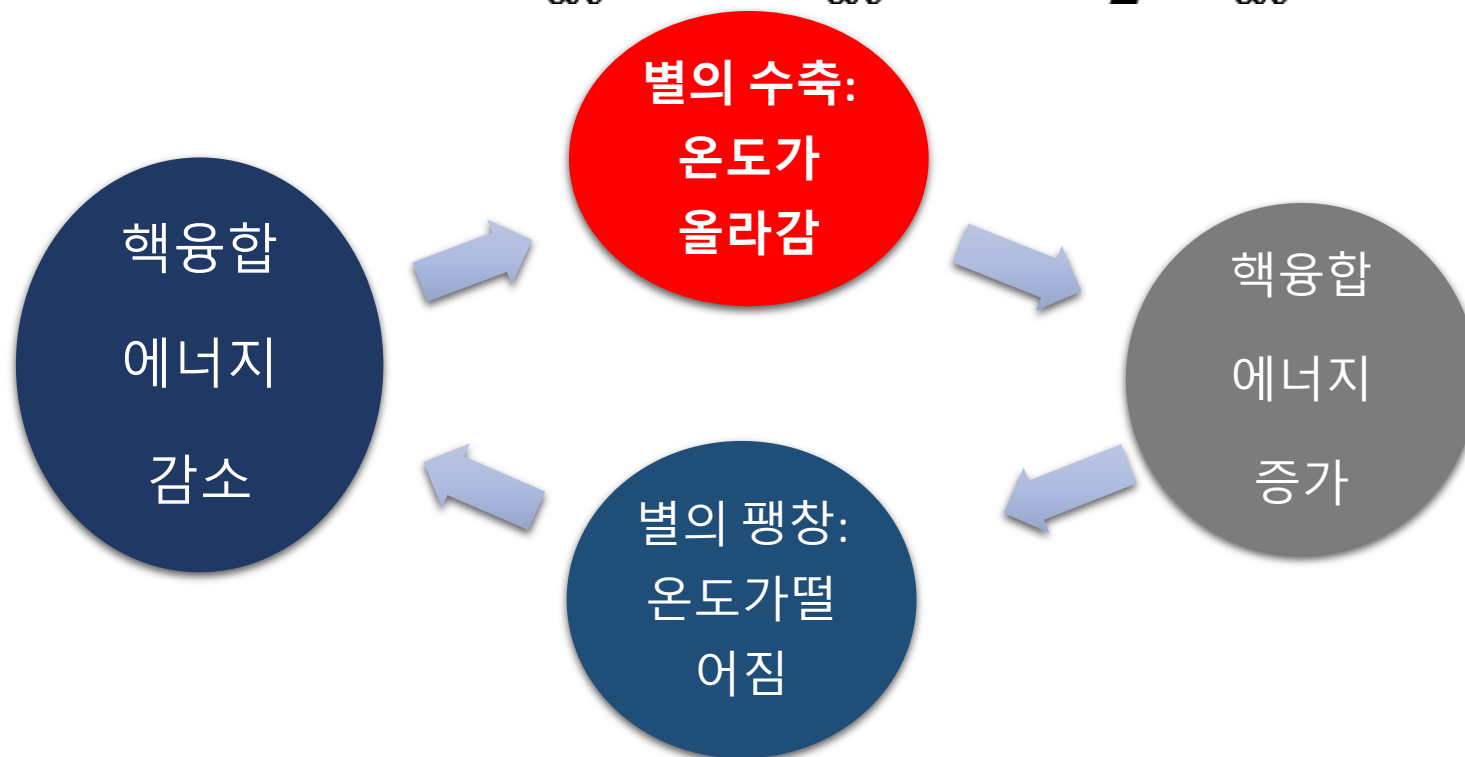 별의 수축:
온도가
올라감
핵융합
에너지
증가
별의 팽창:
온도가떨
어짐
핵융합
에너지
감소